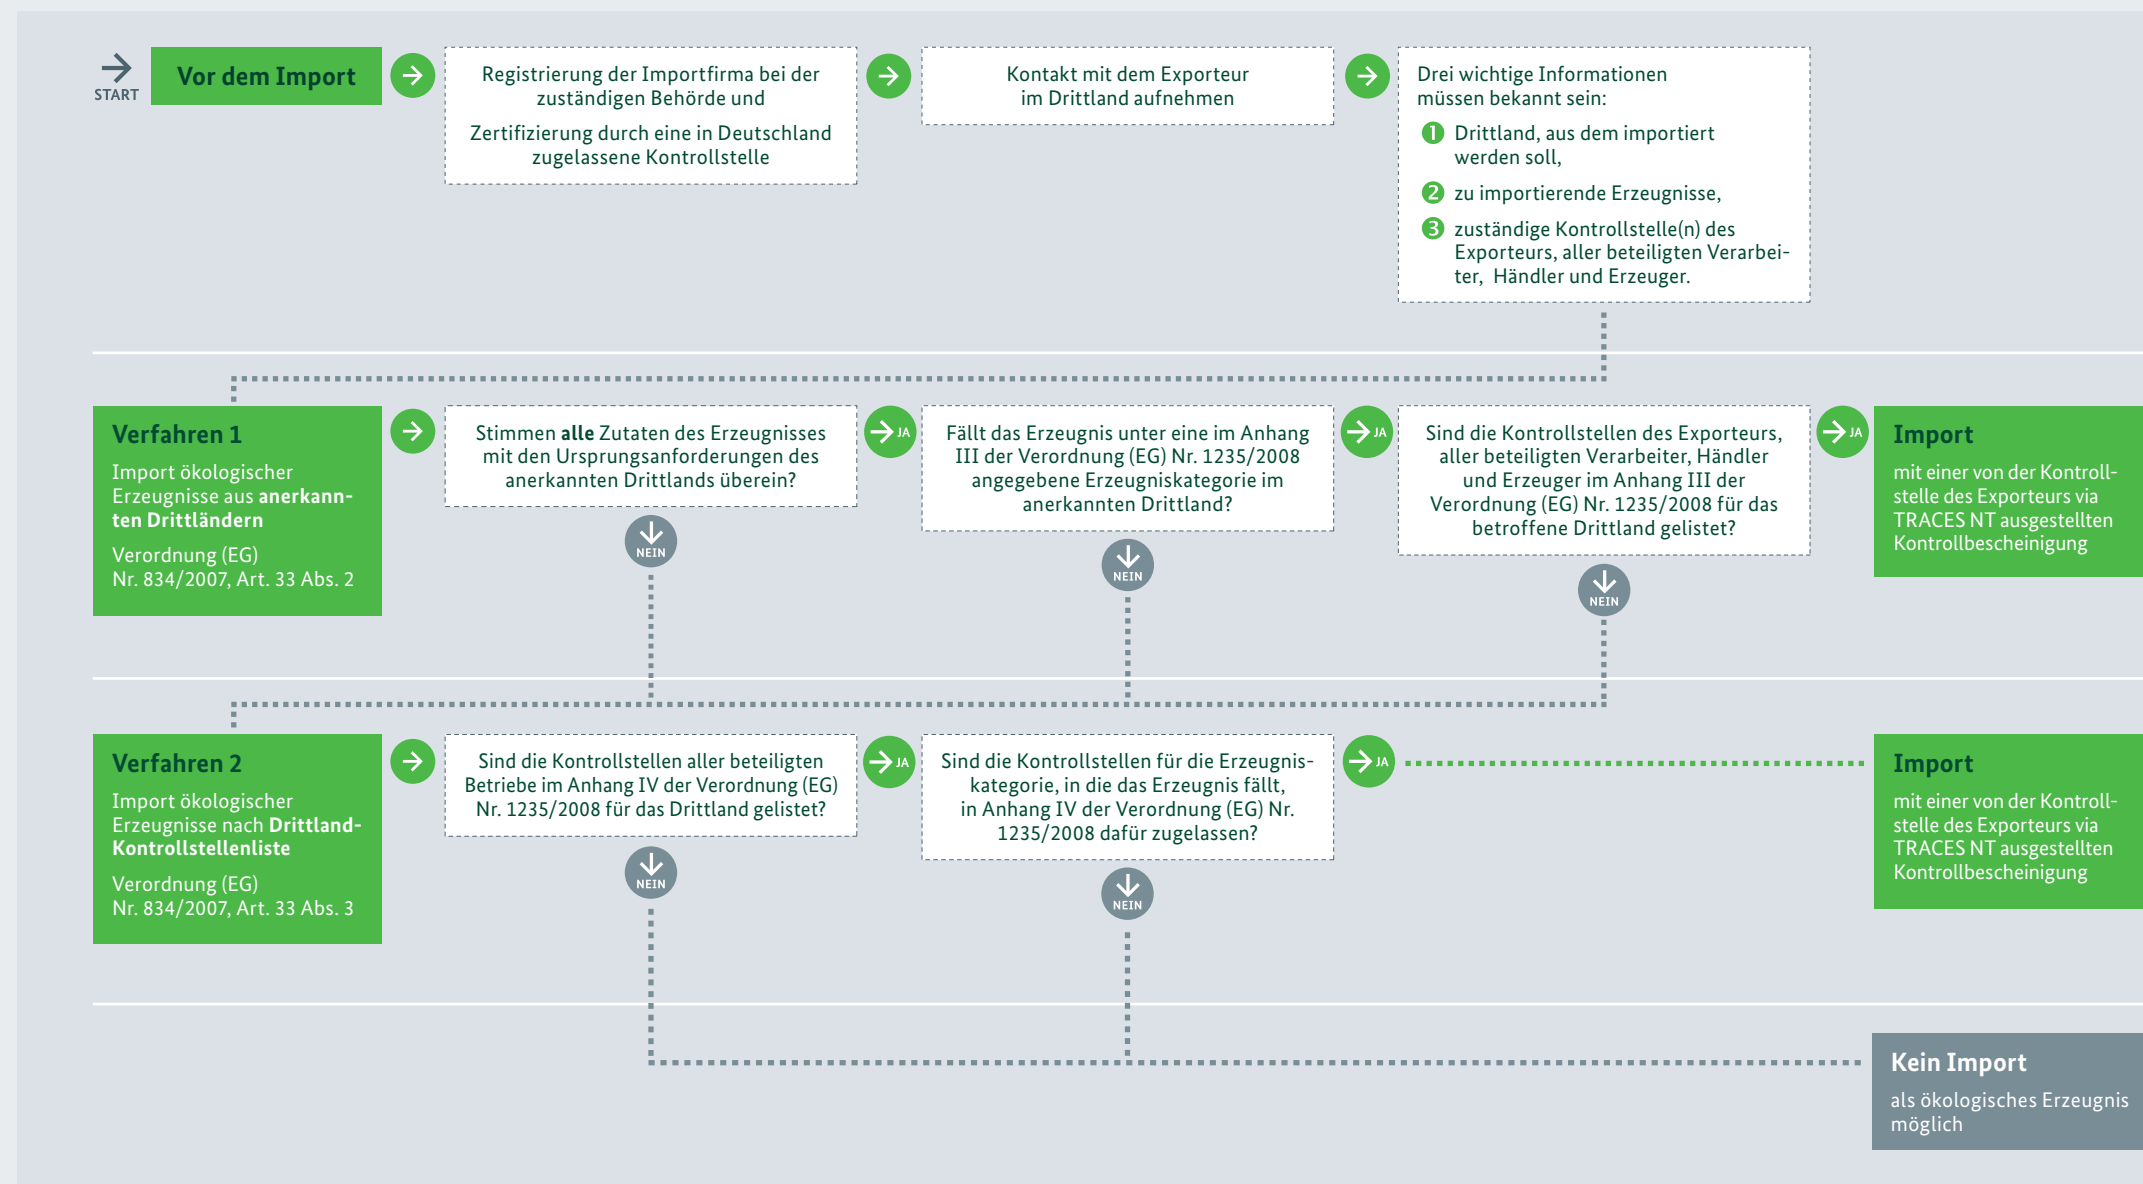 START
Vor dem Import
Registrierung der Importfirma bei der
zuständigen Behörde und
Zertifizierung durch eine in Deutschland
zugelassene Kontrollstelle
Kontakt mit dem Exporteur
im Drittland aufnehmen
Drei wichtige Informationen
müssen bekannt sein:
1 Drittland, aus dem importiert
werden soll,
2 zu importierende Erzeugnisse,
3 zuständige Kontrollstelle(n) des
Exporteurs, aller beteiligten Verarbei-
ter, Händler und Erzeuger.
Verfahren 1
Import ökologischer
Erzeugnisse aus anerkann-
ten Drittländern
Verordnung (EG)
Nr. 834/2007, Art. 33 Abs. 2
Stimmen alle Zutaten des Erzeugnisses
mit den Ursprungsanforderungen des
anerkannten Drittlands überein?
NEIN
JA
Fällt das Erzeugnis unter eine im Anhang
III der Verordnung (EG) Nr. 1235/2008
angegebene Erzeugniskategorie im
anerkannten Drittland?
NEIN
JA
Sind die Kontrollstellen des Exporteurs,
aller beteiligten Verarbeiter, Händler
und Erzeuger im Anhang III der
Verordnung (EG) Nr. 1235/2008 für das
betroffene Drittland gelistet?
NEIN
JA
Import
mit einer von der Kontroll-
stelle des Exporteurs via
TRACES NT ausgestellten
Kontrollbescheinigung
Verfahren 2
Import ökologischer
Erzeugnisse nach Drittland-
Kontrollstellenliste
Verordnung (EG)
Nr. 834/2007, Art. 33 Abs. 3
Sind die Kontrollstellen aller beteiligten
Betriebe im Anhang IV der Verordnung (EG)
Nr. 1235/2008 für das Drittland gelistet?
NEIN
JA
Sind die Kontrollstellen für die Erzeugnis-
kategorie, in die das Erzeugnis fällt,
in Anhang IV der Verordnung (EG) Nr.
1235/2008 dafür zugelassen?
NEIN
JA
Import
mit einer von der Kontroll-
stelle des Exporteurs via
TRACES NT ausgestellten
Kontrollbescheinigung
Kein Import
als ökologisches Erzeugnis
möglich